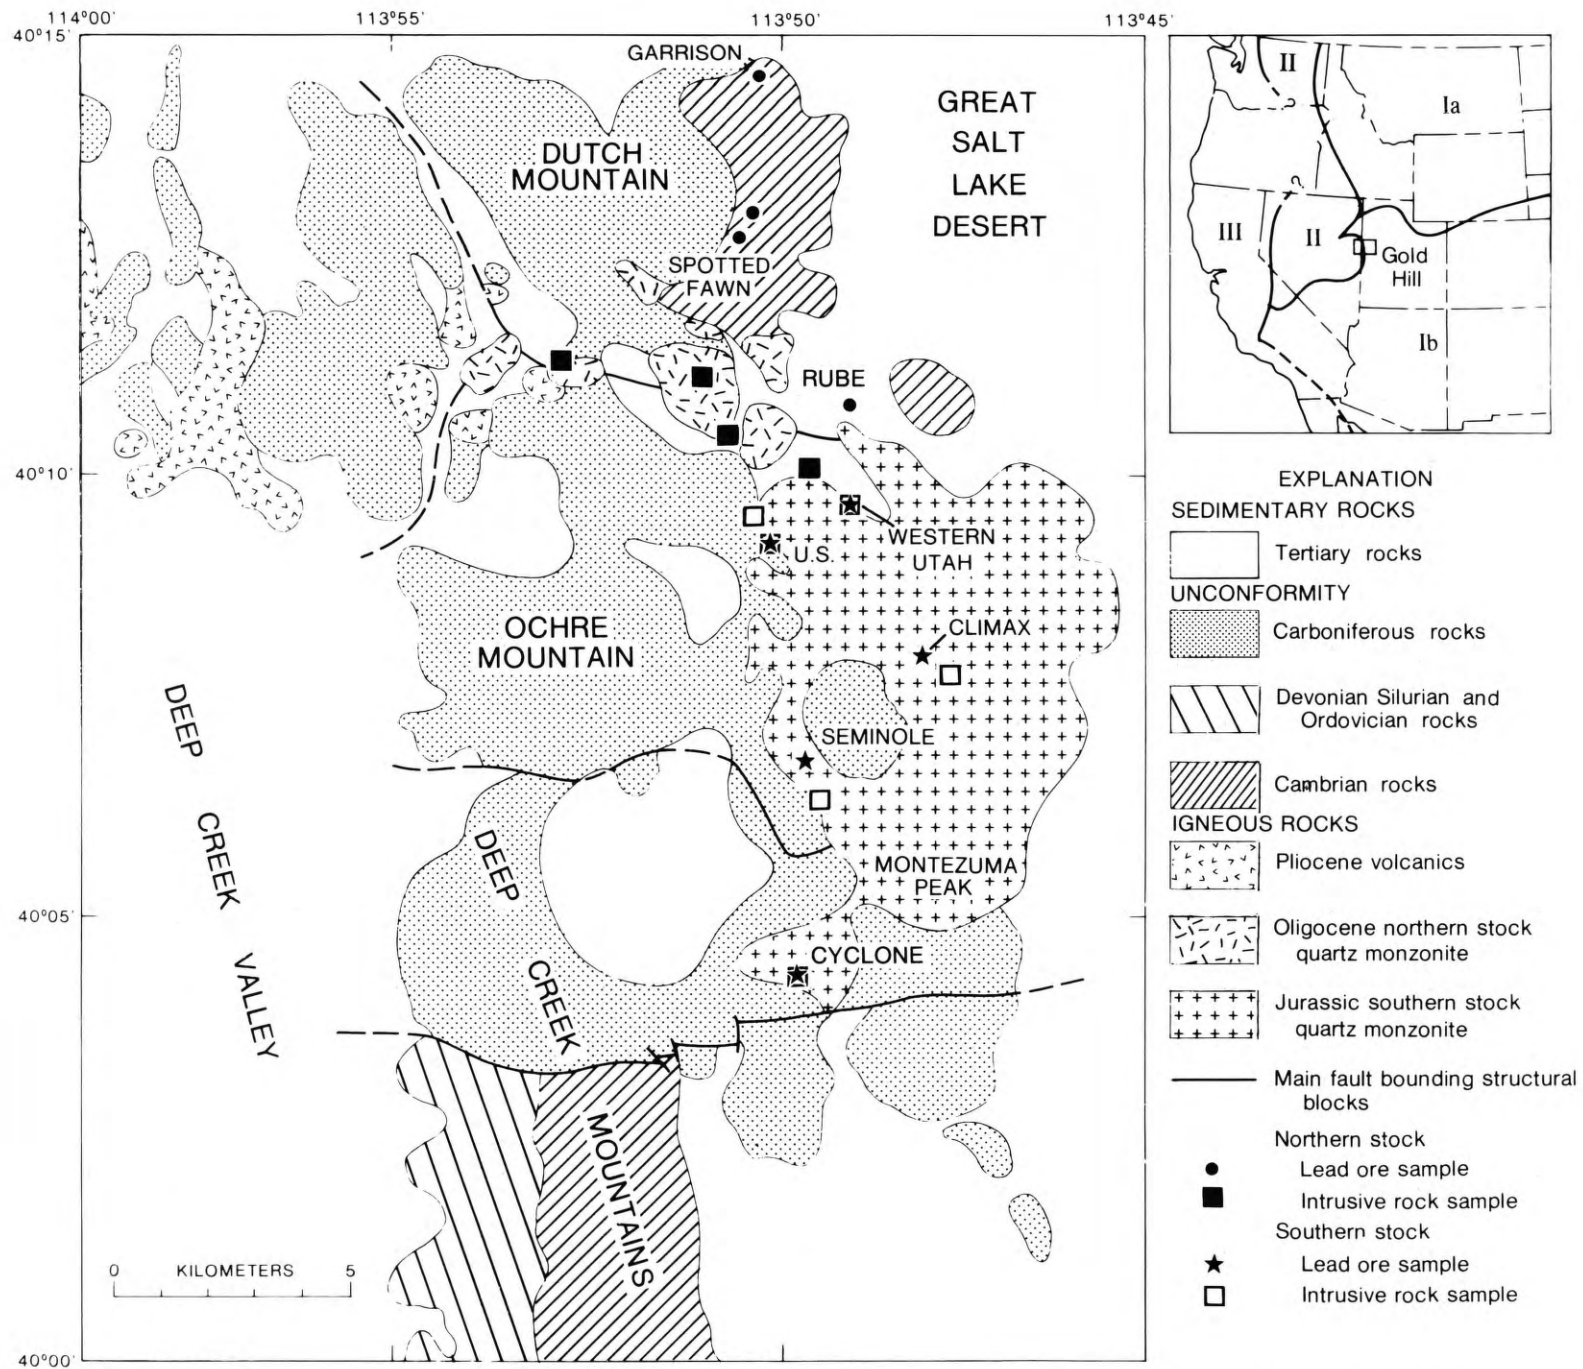 114°00'
113°55'
113°50'
113°45'
40°15'
GARRISON
GREAT
SALT
LAKE
DESERT
DUTCH
MOUNTAIN
SPOTTED
FAWN
RUBE
40°10'
WESTERN
UTAH
U.S.
CLIMAX
OCHRE
MOUNTAIN
SEMINOLE
MONTEZUMA
PEAK
DEEP
CREEK
VALLEY
40°05'
CYCLONE
DEEP
CREEK
MOUNTAINS
0 KILOMETERS 5
40°00'
II
Ia
?
?
III
II
Gold
Hill
Ib
EXPLANATION
SEDIMENTARY ROCKS
Tertiary rocks
UNCONFORMITY
Carboniferous rocks
Devonian Silurian and
Ordovician rocks
Cambrian rocks
IGNEOUS ROCKS
Pliocene volcanics
Oligocene northern stock
quartz monzonite
Jurassic southern stock
quartz monzonite
Main fault bounding structural
blocks
Northern stock
Lead ore sample
Intrusive rock sample
Southern stock
Lead ore sample
Intrusive rock sample